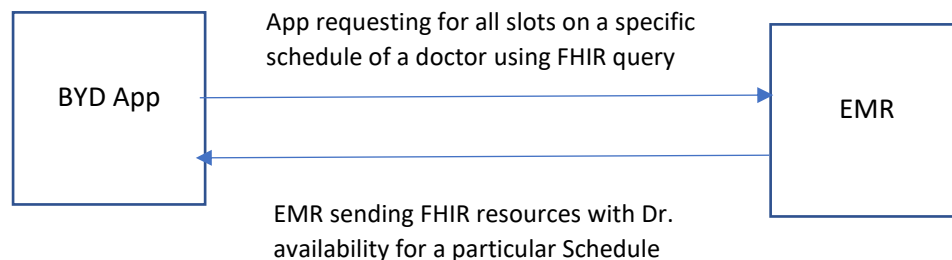 App requesting for all slots on a specific
schedule of a doctor using FHIR query
BYD App
EMR
EMR sending FHIR resources with Dr.
availability for a particular Schedule